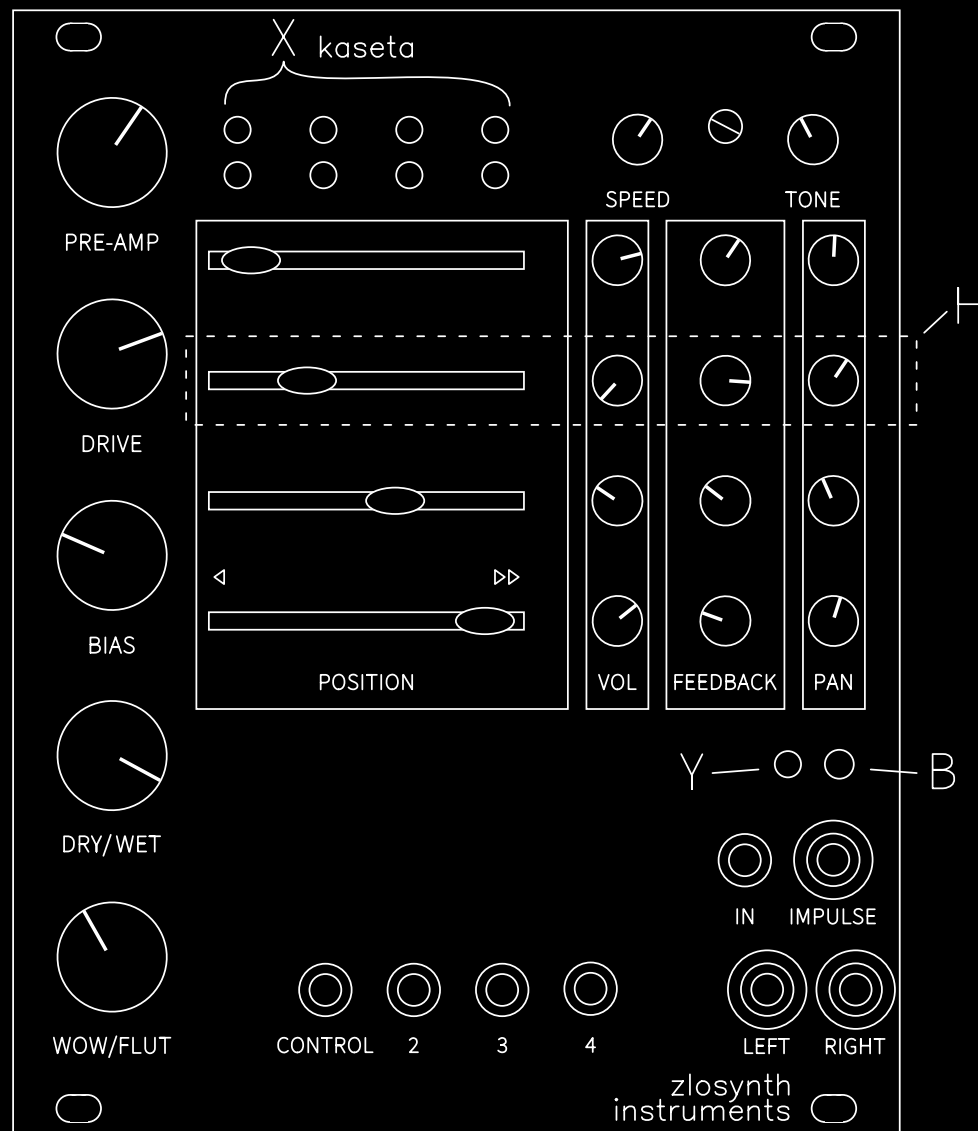 X kaseta
SPEED TONE
PRE-AMP
T
DRIVE
BIAS
POSITION VOL FEEDBACK PAN
Y B
DRY/WET
IN IMPULSE
WOW/FLUT CONTROL 2 3 4 LEFT RIGHT
zlosynth
instruments